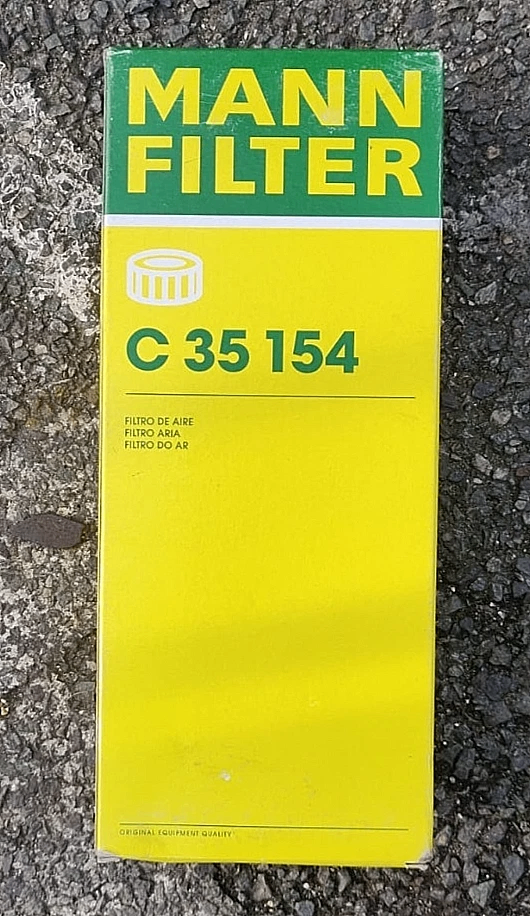 MANN
FILTER
C 35 154
FILTRO DE AIRE
FILTRO ARIA
FILTRO DO AR
ORIGINAL EQUIPMENT QUALITY